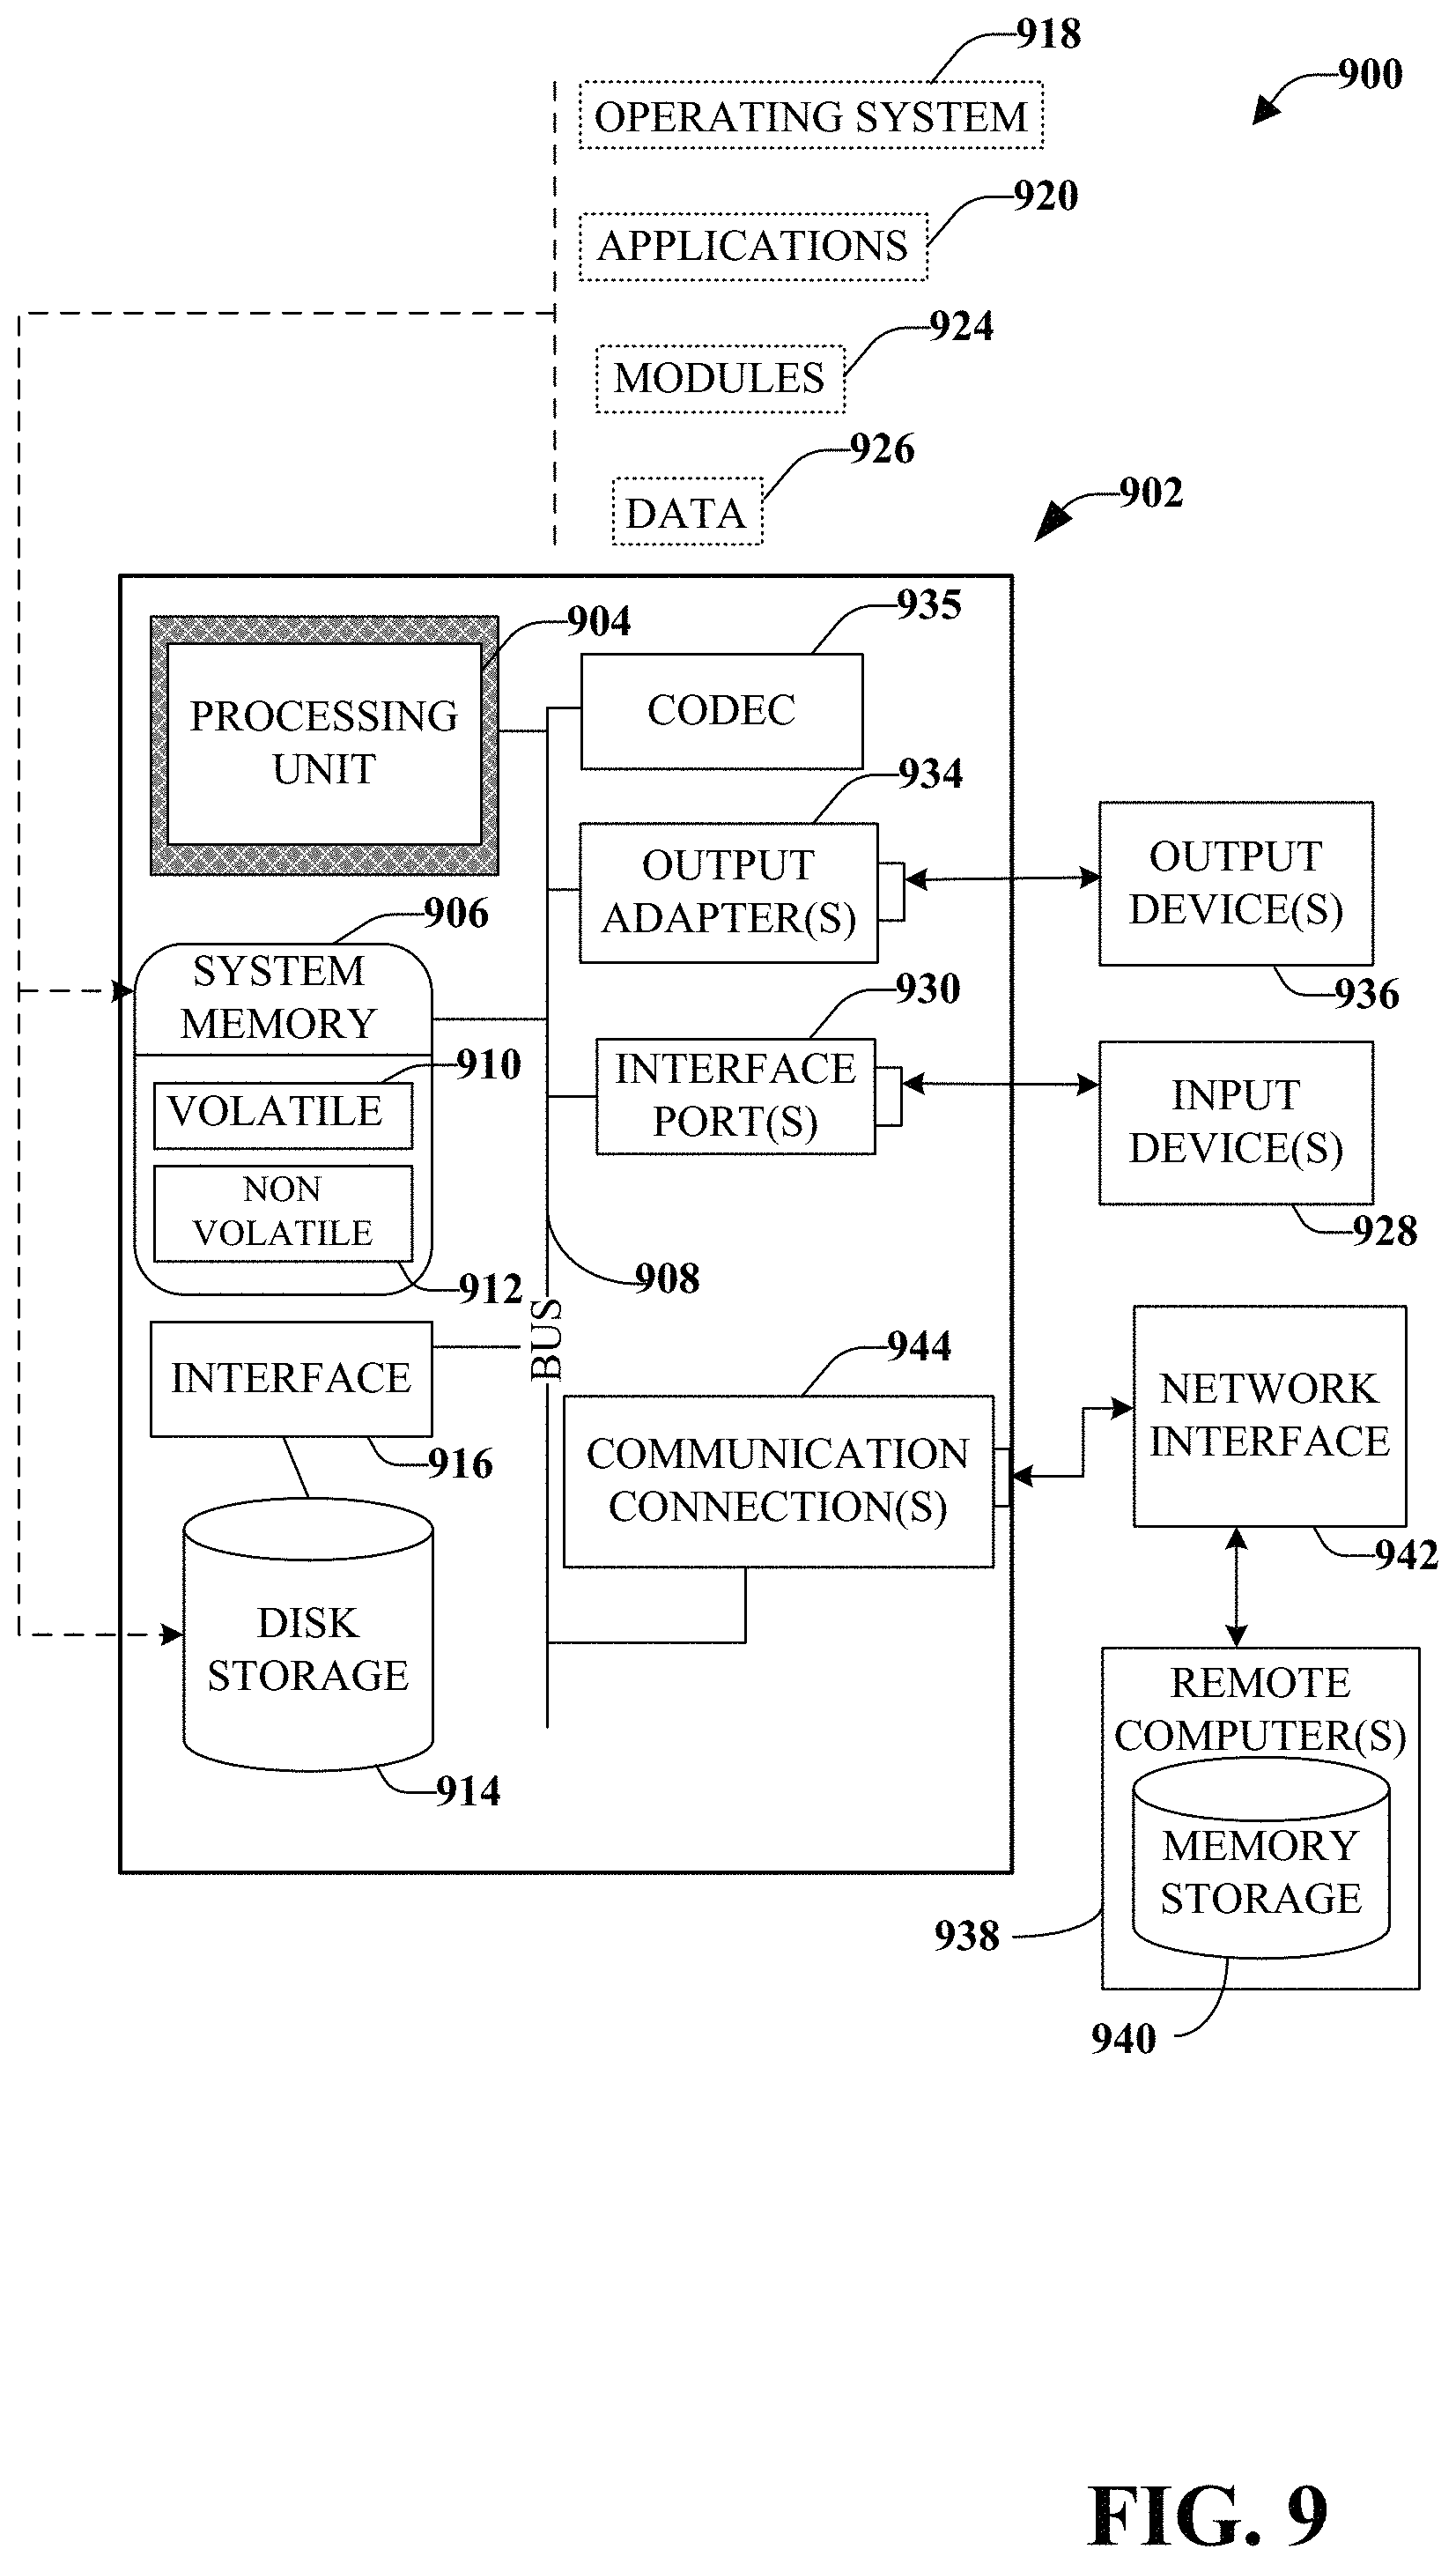 918
900
OPERATING SYSTEM
920
APPLICATIONS
924
MODULES
926
DATA
902
904
935
PROCESSING
UNIT
CODEC
934
OUTPUT
ADAPTER(S)
OUTPUT
DEVICE(S)
936
906
SYSTEM
MEMORY
930
910
VOLATILE
INTERFACE
PORT(S)
INPUT
DEVICE(S)
928
NON
VOLATILE
912
908
BUS
INTERFACE
916
944
COMMUNICATION
CONNECTION(S)
NETWORK
INTERFACE
942
DISK
STORAGE
914
REMOTE
COMPUTER(S)
MEMORY
STORAGE
938
940
FIG. 9